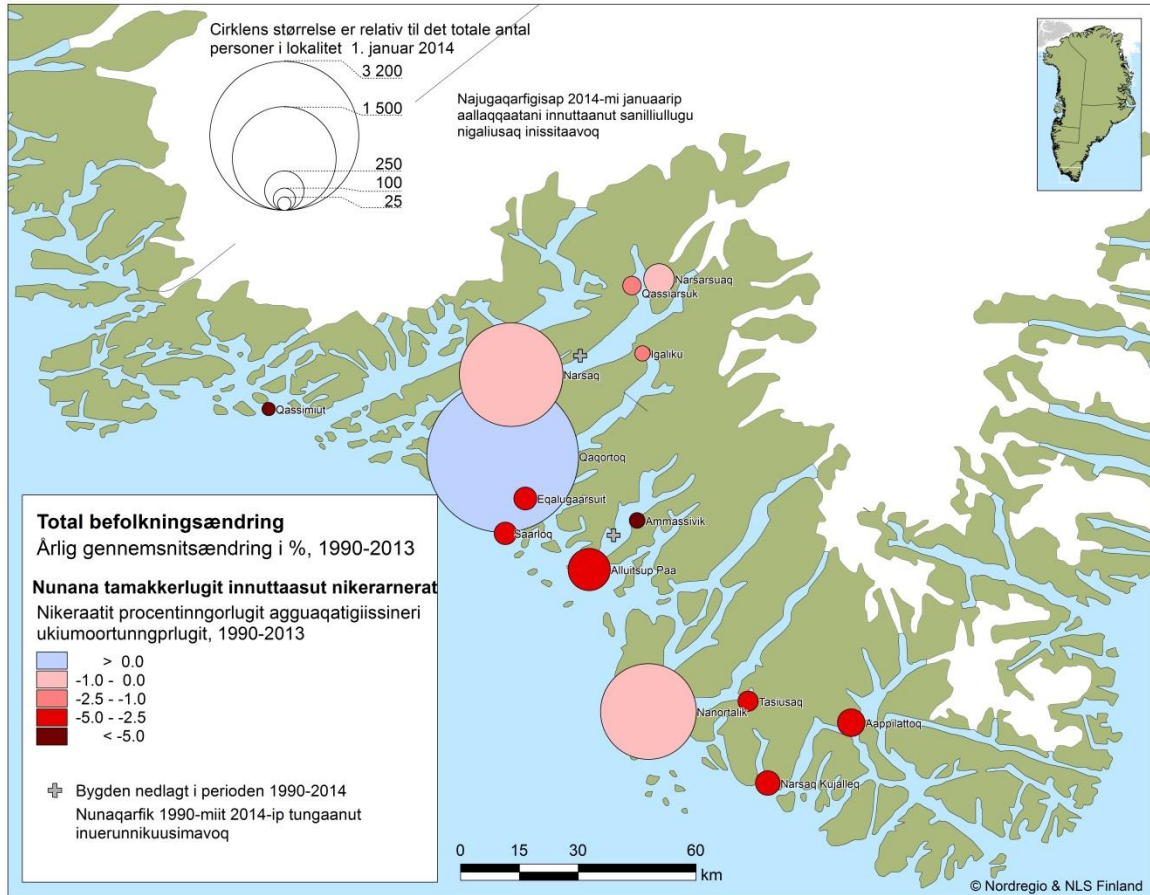 Cirklens størrelse er relativ til det totale antal
personer i lokalitet 1. januar 2014
3 200
1 500
250
100
25
Najugaqarfigisap 2014-mi januaarip
aallaqqaatani innuttaanut sanilliullugu
nigaliusaq inissitaavoq
Narsarsuaq
Qassiarsuk
Igaliku
Narsaq
Qassimiut
Qaqortoq
Eqalugaarsuit
Ammassivik
Saarloq
Alluitsup Paa
Nanortalik
Tasiusaq
Aappilattoq
Narsaq Kujalleq
Total befolkningsændring
Årlig gennemsnitsændring i %, 1990-2013
Nunana tamakkerlugit innuttaasut nikerarnerat
Nikeraatit procentinngorlugit agguaqatigiissineri
ukiumoortunngprlugit, 1990-2013
> 0.0
-1.0 - 0.0
-2.5 - -1.0
-5.0 - -2.5
< -5.0
Bygden nedlagt i perioden 1990-2014
Nunaqarfik 1990-miit 2014-ip tungaanut
inuerunnikuusimavoq
0 15 30 60
km
© Nordregio & NLS Finland